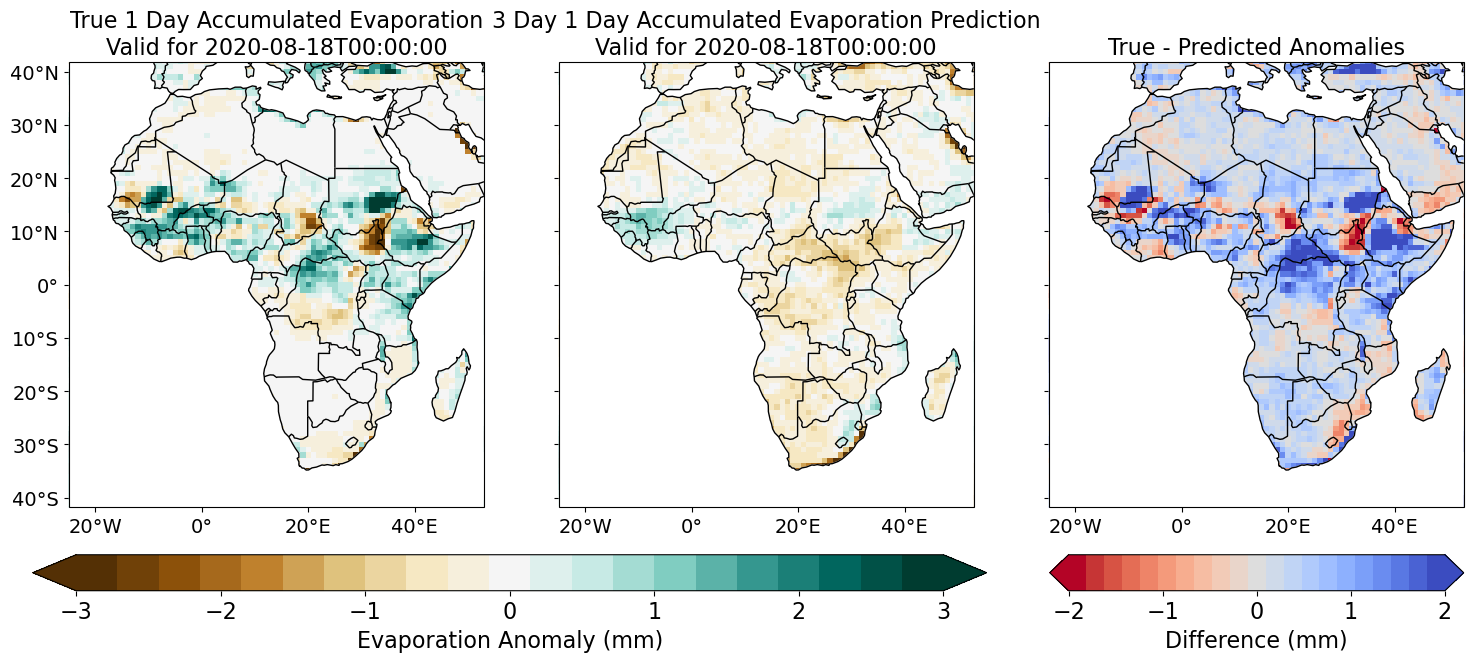 True 1 Day Accumulated Evaporation
Valid for 2020-08-18T00:00:00
3 Day 1 Day Accumulated Evaporation Prediction
Valid for 2020-08-18T00:00:00
True - Predicted Anomalies
40°N
30°N
20°N
10°N
0°
10°S
20°S
30°S
40°S
20°W 0° 20°E 40°E
20°W 0° 20°E 40°E
20°W 0° 20°E 40°E
−3 −2 −1 0 1 2 3
Evaporation Anomaly (mm)
−2 −1 0 1 2
Difference (mm)